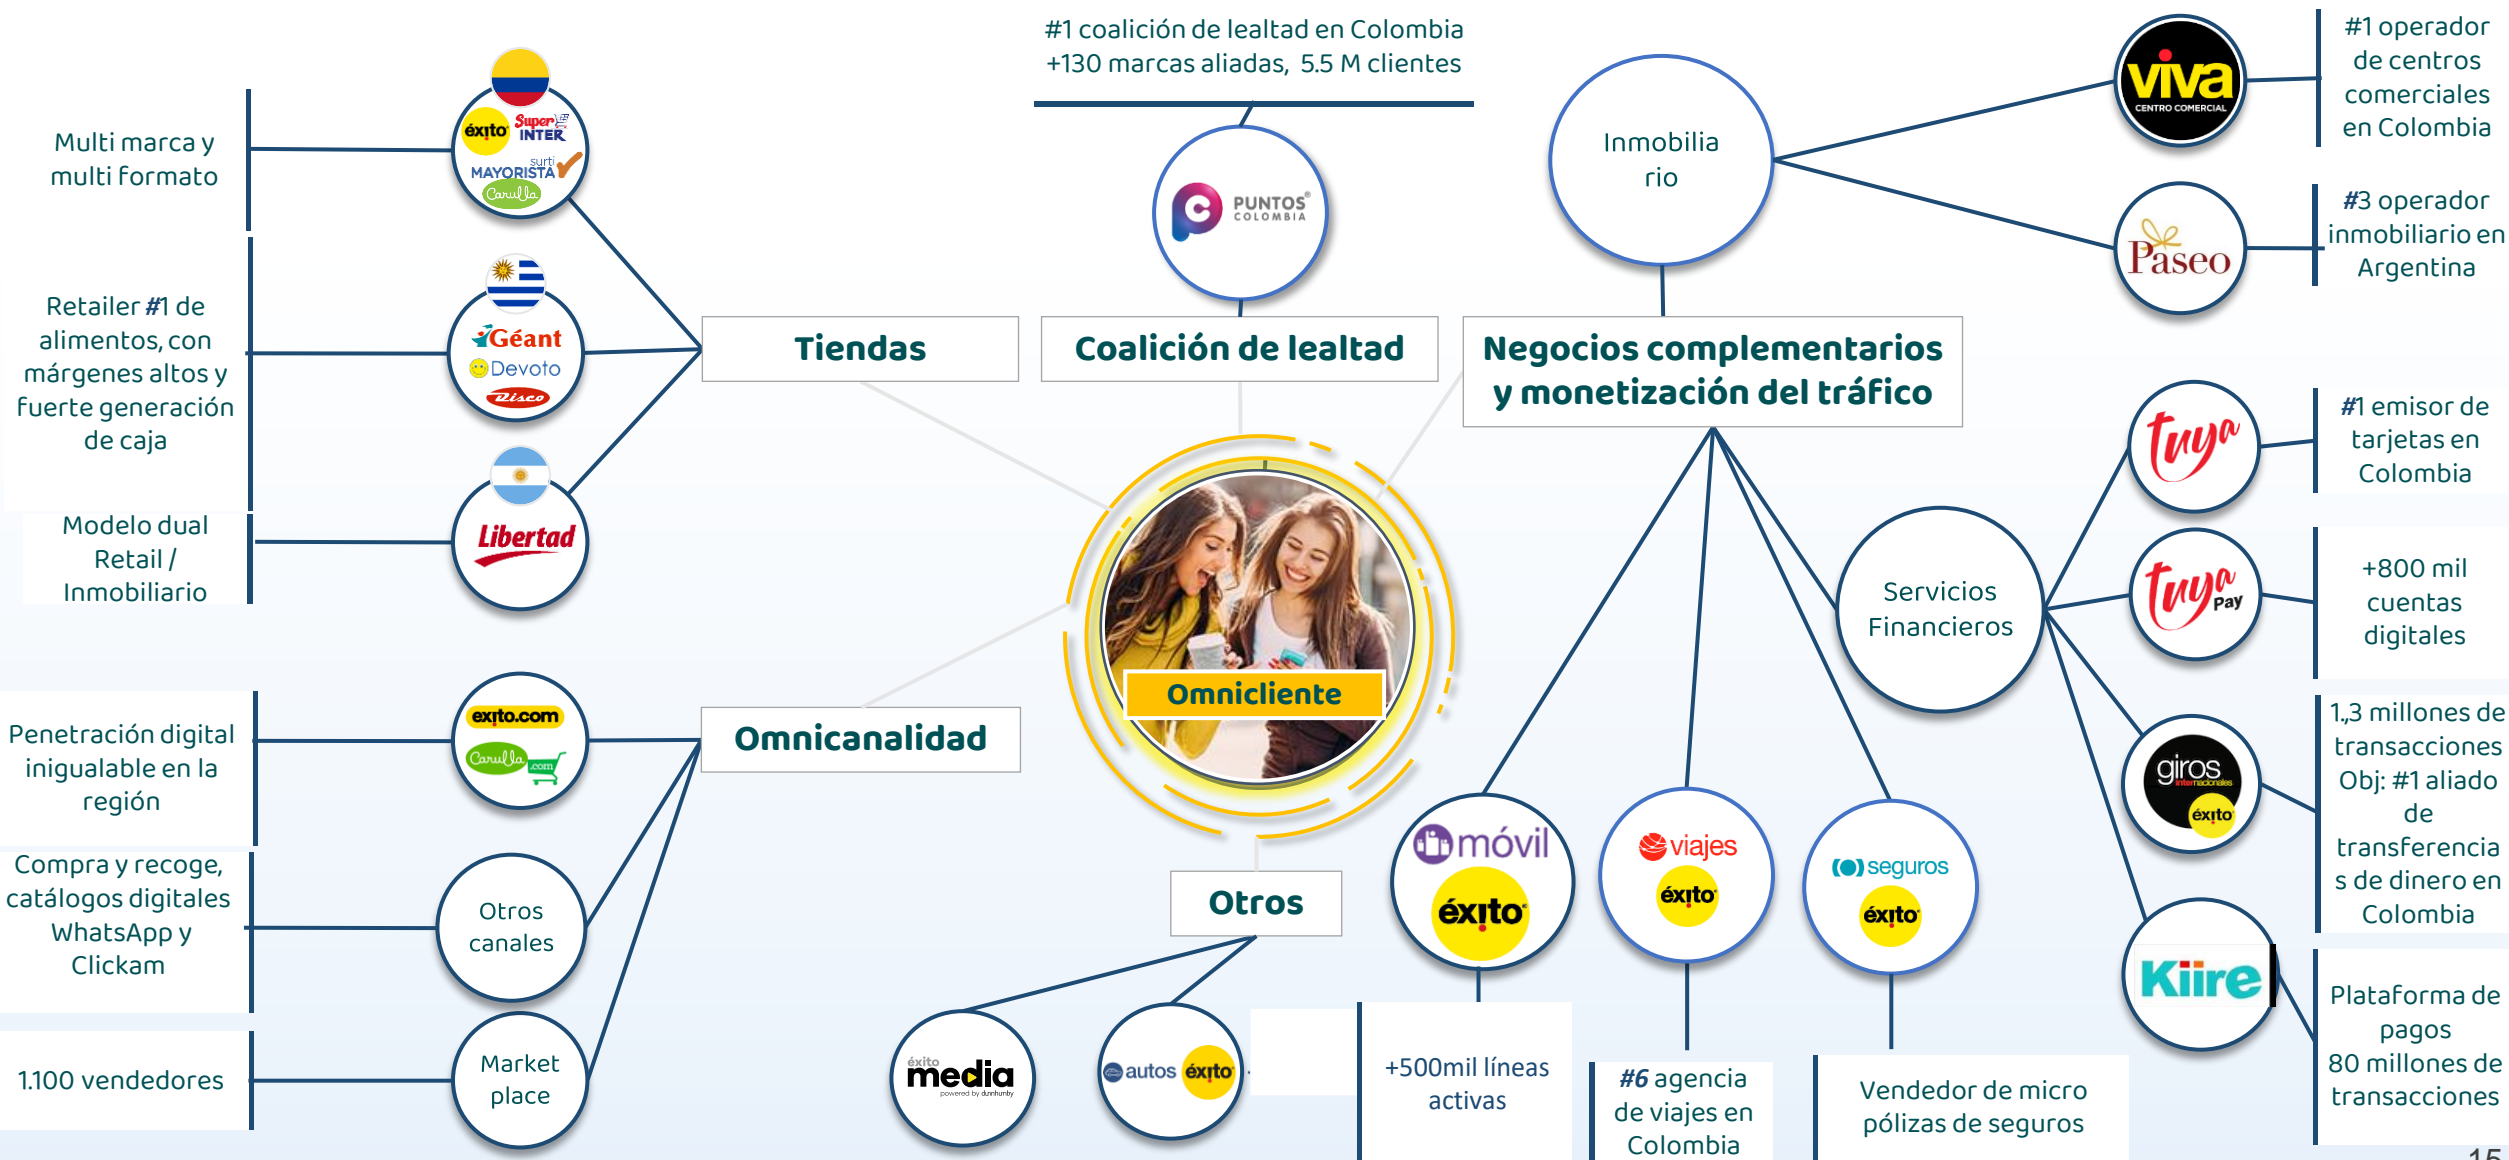 #1 coalición de lealtad en Colombia
+130 marcas aliadas, 5.5 M clientes
PUNTOS®
COLOMBIA
Multi marca y
multi formato
éxito
Super
INTER
surti
MAYORISTA
Carulla
Retailer #1 de
alimentos, con
márgenes altos y
fuerte generación
de caja
Géant
Devoto
Disco
Modelo dual
Retail /
Inmobiliario
Libertad
Tiendas
Coalición de lealtad
Negocios complementarios
y monetización del tráfico
Inmobilia
rio
viva
CENTRO COMERCIAL
#1 operador
de centros
comerciales
en Colombia
Paseo
#3 operador
inmobiliario en
Argentina
Omnicliente
Penetración digital
inigualable en la
región
exito.com
Carulla
.com
Omnicanalidad
Compra y recoge,
catálogos digitales
WhatsApp y
Clickam
Otros
canales
1.100 vendedores
Market
place
Otros
éxito
media
powered by dunnhumby
autos éxito
móvil
éxito
+500mil líneas
activas
viajes
éxito
#6 agencia
de viajes en
Colombia
seguros
éxito
Vendedor de micro
pólizas de seguros
Servicios
Financieros
tuya
#1 emisor de
tarjetas en
Colombia
tuya
Pay
+800 mil
cuentas
digitales
giros
internacionales
éxito
1.,3 millones de
transacciones
Obj: #1 aliado
de
transferencia
s de dinero en
Colombia
Kiire
Plataforma de
pagos
80 millones de
transacciones
15